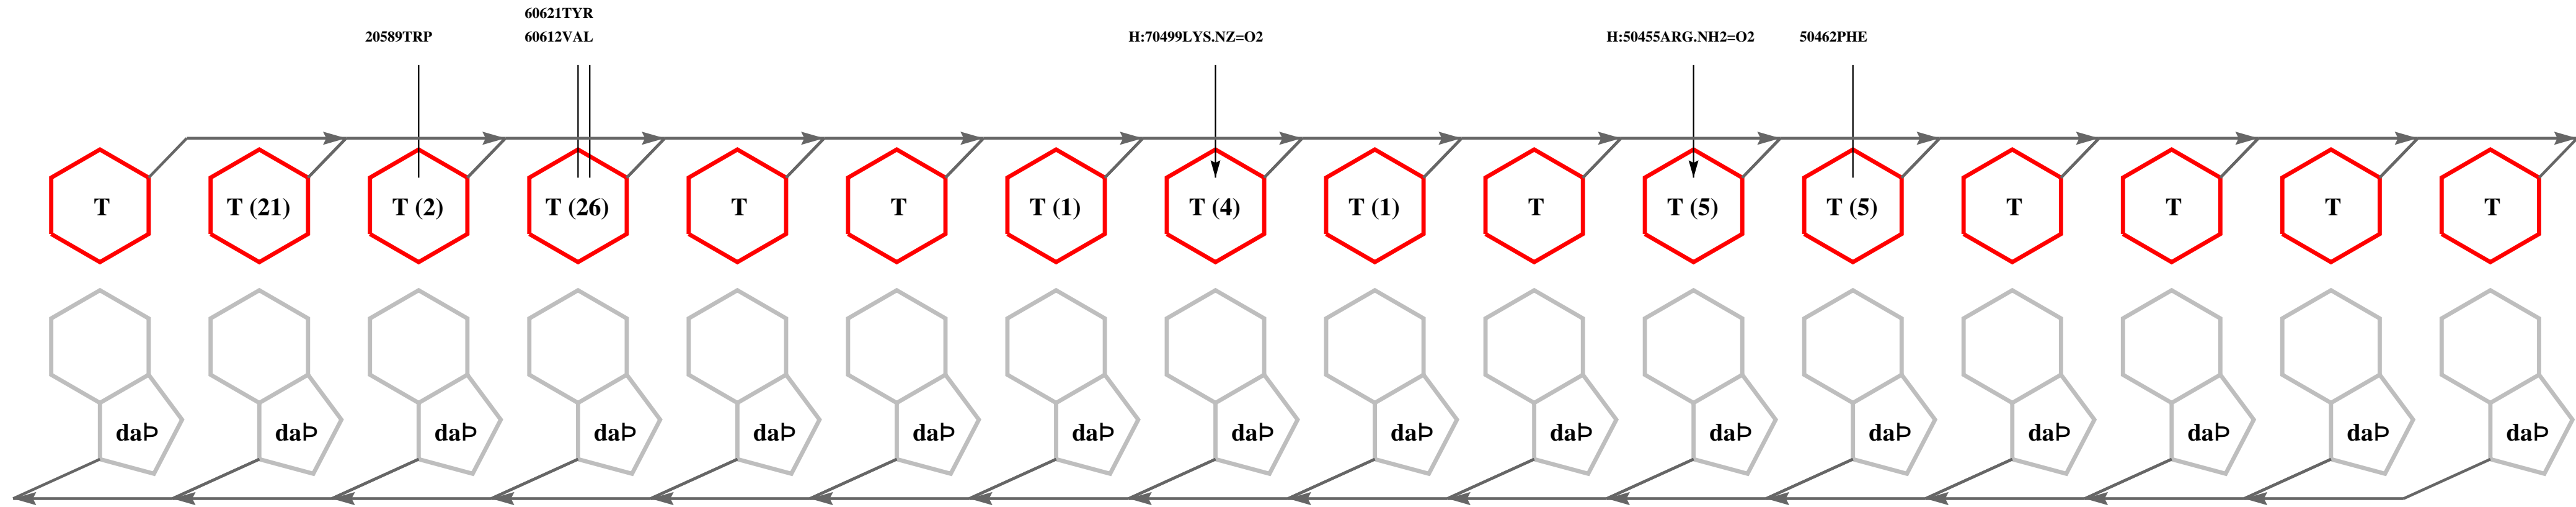 60621TYR
20589TRP 60612VAL H:70499LYS.NZ=O2 H:50455ARG.NH2=O2 50462PHE
T T (21) T (2) T (26) T T T (1) T (4) T (1) T T (5) T (5) T T T T
daÞ daÞ daÞ daÞ daÞ daÞ daÞ daÞ daÞ daÞ daÞ daÞ daÞ daÞ daÞ daÞ